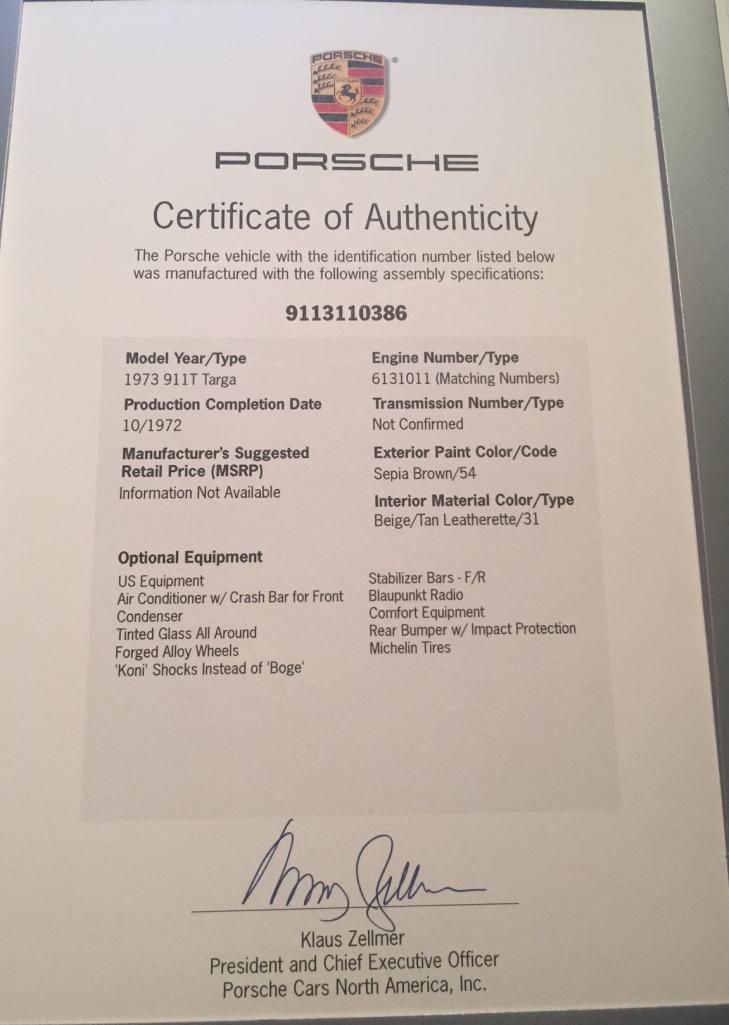 PORSCHE
PORSCHE
Certificate of Authenticity
The Porsche vehicle with the identification number listed below
was manufactured with the following assembly specifications:
9113110386
Model Year/Type
1973 911T Targa
Production Completion Date
10/1972
Manufacturer's Suggested
Retail Price (MSRP)
Information Not Available
Engine Number/Type
6131011 (Matching Numbers)
Transmission Number/Type
Not Confirmed
Exterior Paint Color/Code
Sepia Brown/54
Interior Material Color/Type
Beige/Tan Leatherette/31
Optional Equipment
US Equipment
Air Conditioner w/ Crash Bar for Front
Condenser
Tinted Glass All Around
Forged Alloy Wheels
'Koni' Shocks Instead of 'Boge'
Stabilizer Bars - F/R
Blaupunkt Radio
Comfort Equipment
Rear Bumper w/ Impact Protection
Michelin Tires
Klaus Zellmer
President and Chief Executive Officer
Porsche Cars North America, Inc.